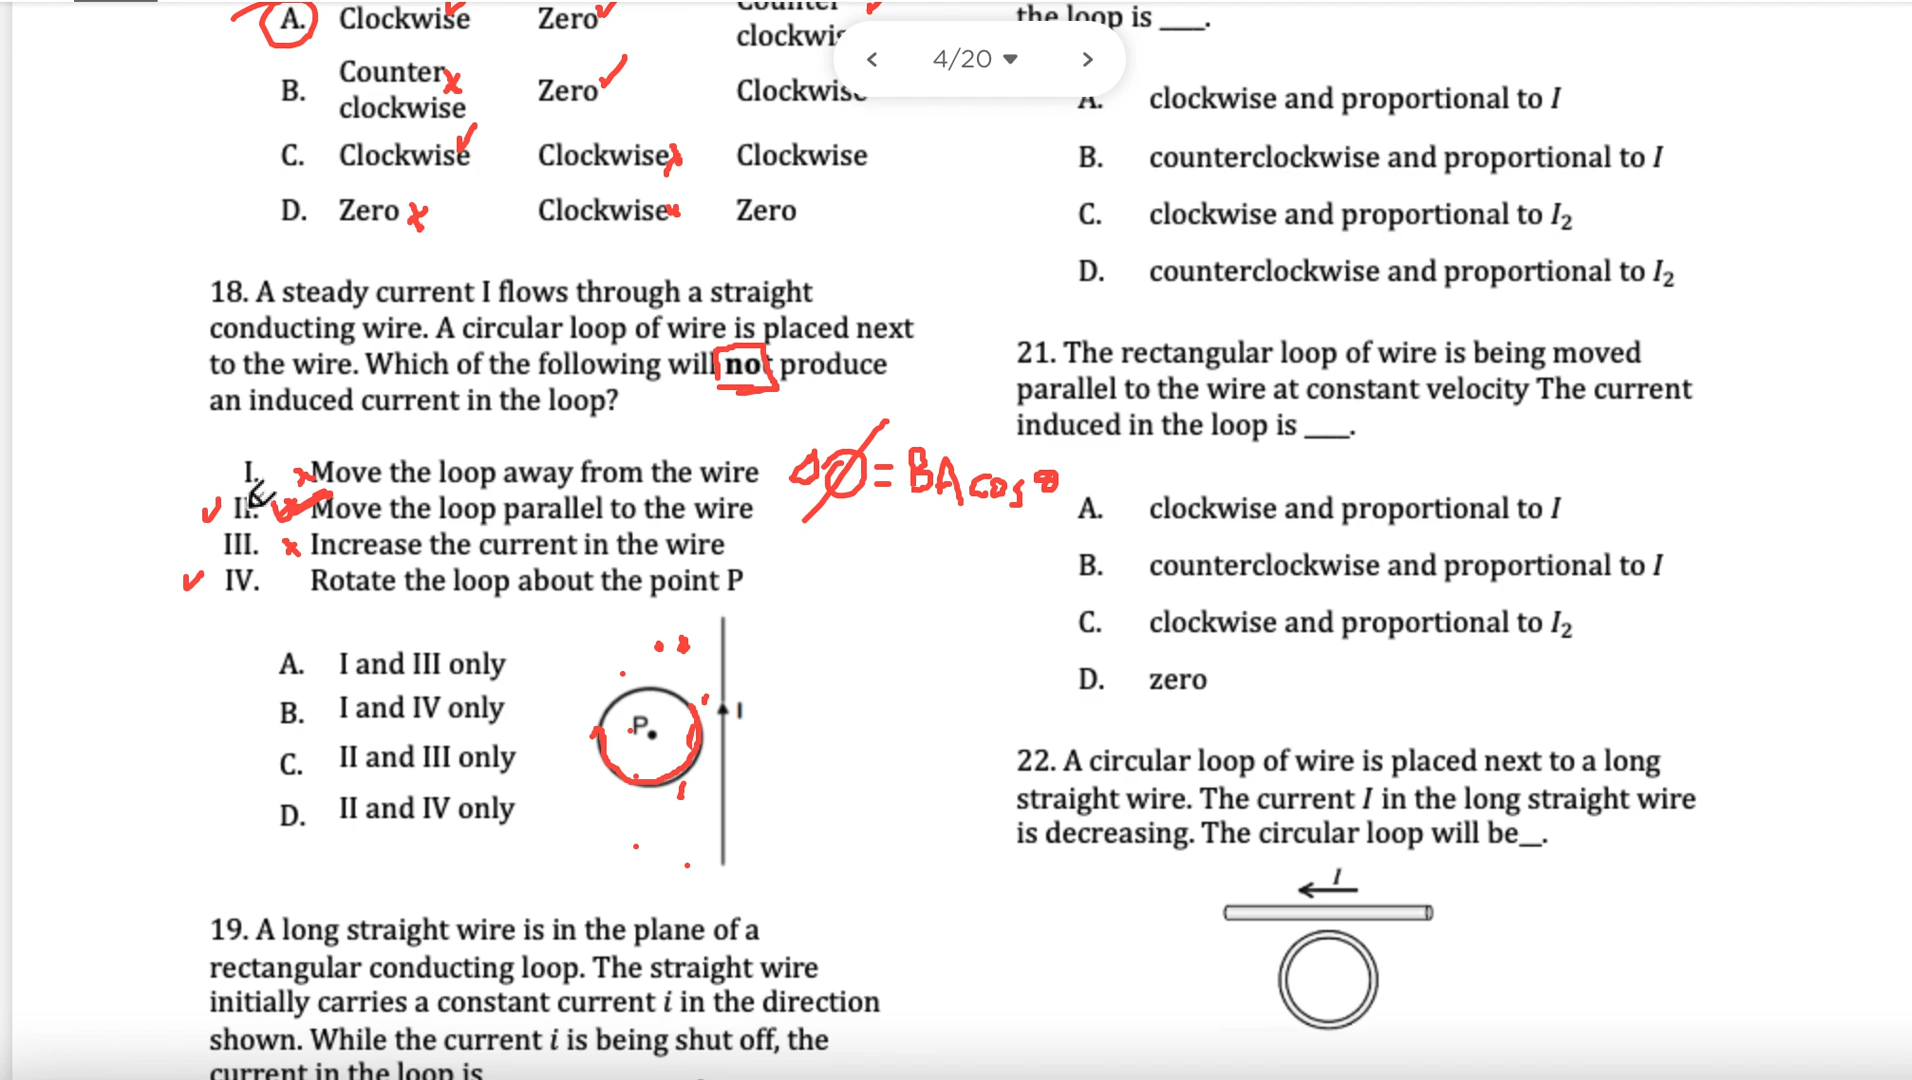 A. Clockwise Zero Counter
clockwis
B. Counter
clockwise Zero Clockwise
C. Clockwise Clockwise Clockwise
D. Zero Clockwise Zero
18. A steady current I flows through a straight
conducting wire. A circular loop of wire is placed next
to the wire. Which of the following will not produce
an induced current in the loop?
I. Move the loop away from the wire
II. Move the loop parallel to the wire
III. Increase the current in the wire
IV. Rotate the loop about the point P
ΔØ = BA cos θ
A. I and III only
B. I and IV only
C. II and III only
D. II and IV only
P
I
19. A long straight wire is in the plane of a
rectangular conducting loop. The straight wire
initially carries a constant current i in the direction
shown. While the current i is being shut off, the
current in the loop is
4/20
the loop is ___.
A. clockwise and proportional to I
B. counterclockwise and proportional to I
C. clockwise and proportional to I₂
D. counterclockwise and proportional to I₂
21. The rectangular loop of wire is being moved
parallel to the wire at constant velocity The current
induced in the loop is ___.
A. clockwise and proportional to I
B. counterclockwise and proportional to I
C. clockwise and proportional to I₂
D. zero
22. A circular loop of wire is placed next to a long
straight wire. The current I in the long straight wire
is decreasing. The circular loop will be_.
I